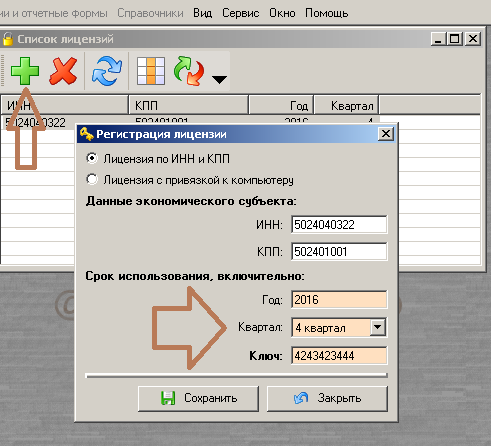 и и отчетные формы Справочники Вид Сервис Окно Помощь
Список лицензий
ИНН КПП Год Квартал
5024040322 502401001 2016 4
Регистрация лицензии
Лицензия по ИНН и КПП
Лицензия с привязкой к компьютеру
Данные экономического субъекта:
ИНН: 5024040322
КПП: 502401001
Срок использования, включительно:
Год: 2016
Квартал: 4 квартал
Ключ: 4243423444
Сохранить Закрыть